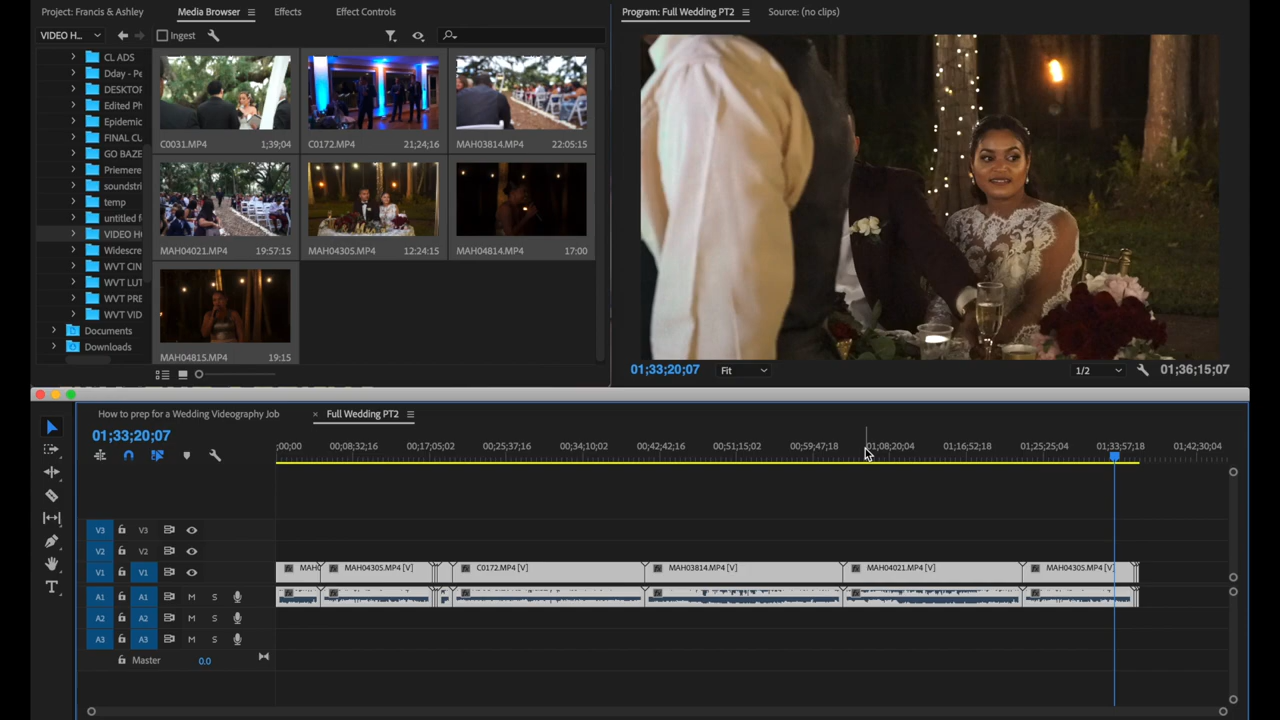 Project: Francis & Ashley
Media Browser
Effects
Effect Controls
Program: Full Wedding PT2
Source: (no clips)
VIDEO H...
Ingest
CL ADS
Dday - Pe
DESKTOP
Edited Ph
Epidemic
FINAL CU
GO BAZE
Priemere
soundstri
temp
untitled f
VIDEO H
Widescre
WVT CIN
WVT LUT
WVT PRE
WVT VID
Documents
Downloads
C0031.MP4 1;39;04
C0172.MP4 21;24;16
MAH03814.MP4 22:05:15
MAH04021.MP4 19:57:15
MAH04305.MP4 12:24:15
MAH04814.MP4 17:00
MAH04815.MP4 19:15
01;33;20;07
Fit
1/2
01;36;15;07
How to prep for a Wedding Videography Job
× Full Wedding PT2
01;33;20;07
;00;00
00;08;32;16
00;17;05;02
00;25;37;16
00;34;10;02
00;42;42;16
00;51;15;02
00;59;47;18
01;08;20;04
01;16;52;18
01;25;25;04
01;33;57;18
01;42;30;04
V3 V3
V2 V2
V1 V1
MAH0
MAH04305.MP4 [V]
C0172.MP4 [V]
MAH03814.MP4 [V]
MAH04021.MP4 [V]
MAH04305.MP4 [V]
A1 A1 M S
A2 A2 M S
A3 A3 M S
Master 0.0